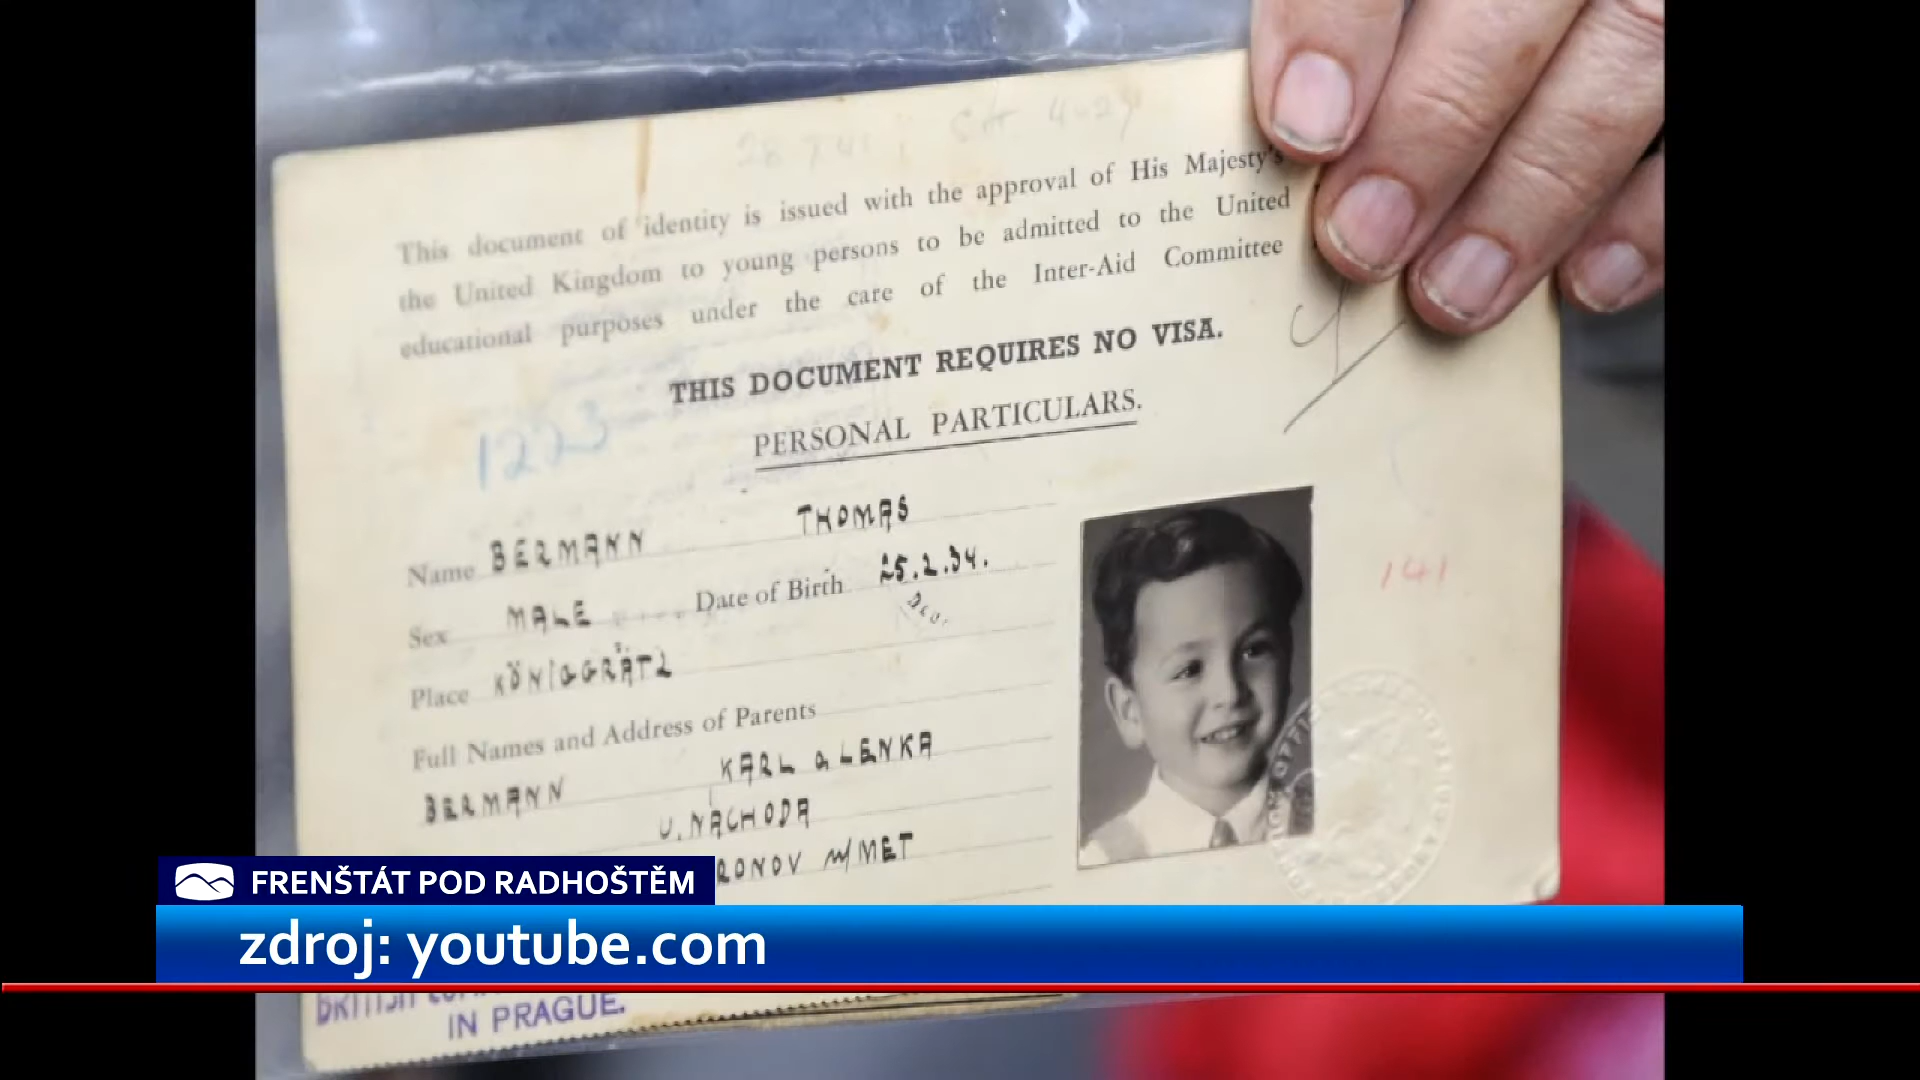 This document of identity is issued with the approval of His Majesty's
the United Kingdom to young persons to be admitted to the United
educational purposes under the care of the Inter-Aid Committee
THIS DOCUMENT REQUIRES NO VISA.
PERSONAL PARTICULARS.
1223
Name BERMANN THOMAS
Sex MALE Date of Birth 25.2.34.
141
Place KÖNIGGRÄTZ
Full Names and Address of Parents
BERMANN KARL & LENKA
U. NACHODA
RONOV N/MET
FRENŠTÁT POD RADHOŠTĚM
zdroj: youtube.com
BRITISH
IN PRAGUE.